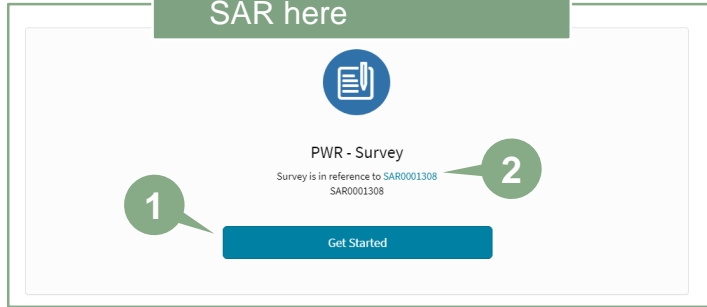 SAR here
PWR - Survey
Survey is in reference to SAR0001308
SAR0001308
2
1
Get Started